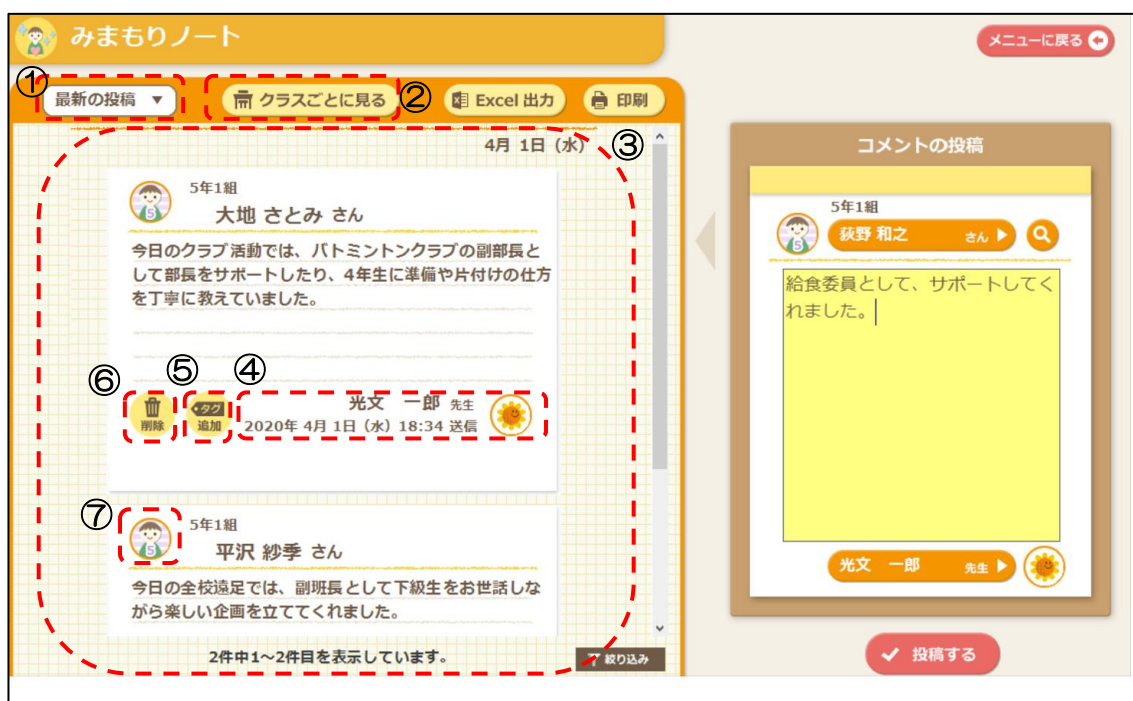 みまもりノート
メニューに戻る
①
最新の投稿 ▼
クラスごとに見る
②
Excel 出力
印刷
③
4月 1日（水）
5年1組
5
大地 さとみ さん
今日のクラブ活動では、バトミントンクラブの副部長と
して部長をサポートしたり、4年生に準備や片付けの仕方
を丁寧に教えていました。
⑥
⑤
④
削除
タグ
追加
光文 一郎 先生
2020年 4月 1日（水）18:34 送信
⑦
5年1組
5
平沢 紗季 さん
今日の全校遠足では、副班長として下級生をお世話しな
がら楽しい企画を立ててくれました。
2件中1～2件目を表示しています。
絞り込み
コメントの投稿
5年1組
5
荻野 和之 さん
給食委員として、サポートしてく
れました。
光文 一郎 先生
投稿する